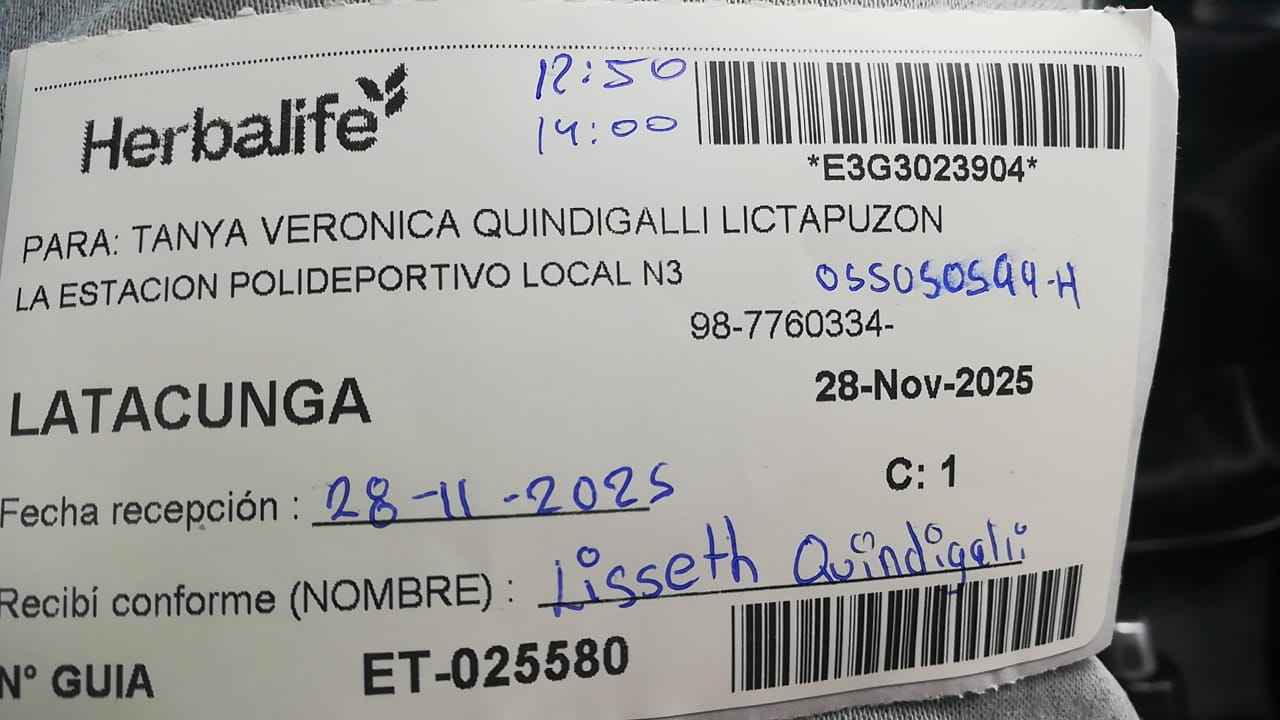 Herbalife
12:50
14:00
*E3G3023904*
PARA: TANYA VERONICA QUINDIGALLI LICTAPUZON
LA ESTACION POLIDEPORTIVO LOCAL N3
0550505944-H
98-7760334-
LATACUNGA
28-Nov-2025
C: 1
Fecha recepción : 28-11-2025
Recibí conforme (NOMBRE) : Lisseth Quindigalli
N° GUIA ET-025580